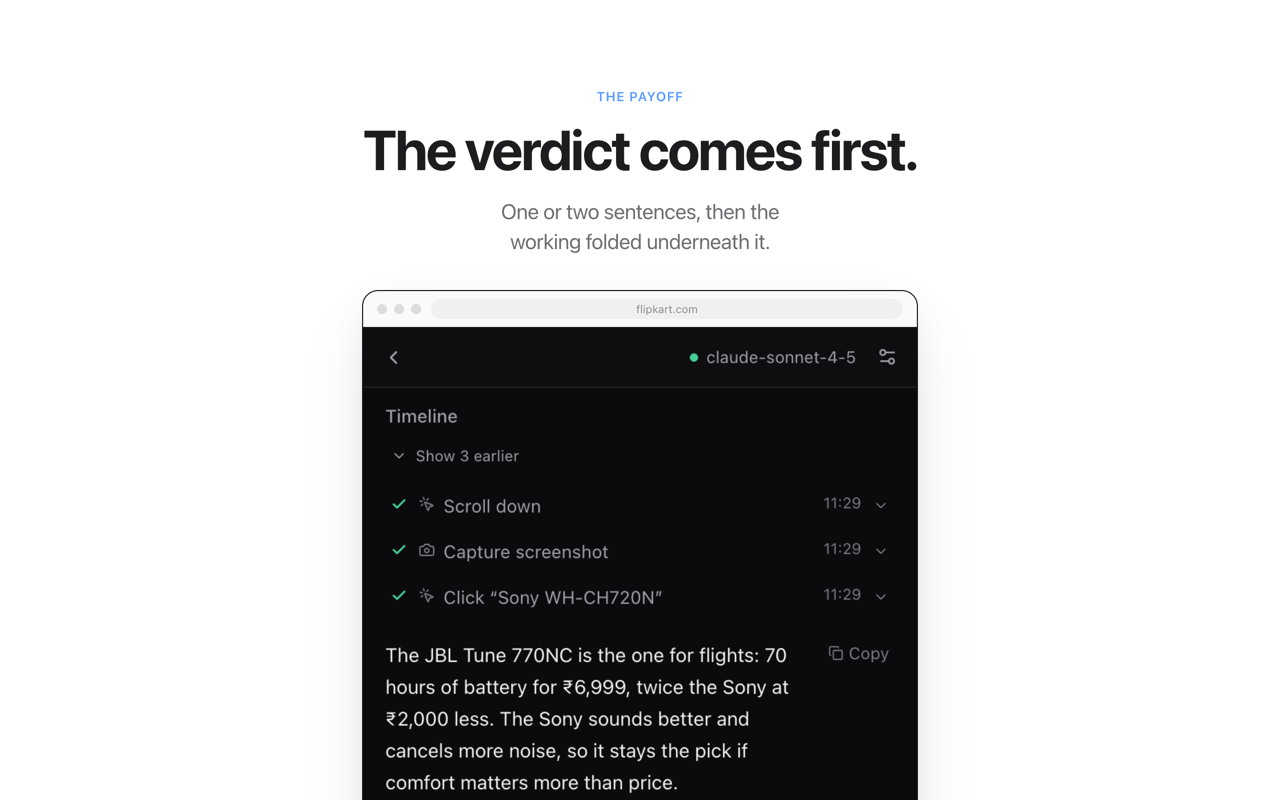 THE PAYOFF
The verdict comes first.
One or two sentences, then the
working folded underneath it.
flipkart.com
claude-sonnet-4-5
Timeline
Show 3 earlier
Scroll down 11:29
Capture screenshot 11:29
Click “Sony WH-CH720N” 11:29
The JBL Tune 770NC is the one for flights: 70
Copy
hours of battery for ₹6,999, twice the Sony at
₹2,000 less. The Sony sounds better and
cancels more noise, so it stays the pick if
comfort matters more than price.